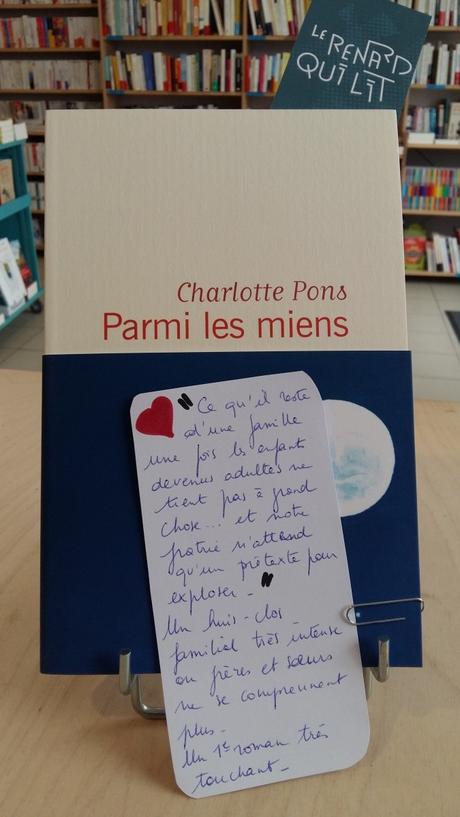 LE RENARD
QUI LIT
Charlotte Pons
Parmi les miens
" Ce qu'il reste
d'une famille
une fois les enfants
devenus adultes ne
tient pas à grand
chose... et notre
fratrie n'attend
qu'un prétexte pour
exploser - "
Un huis-clos
familial très intense
où frères et sœurs
ne se comprennent
plus -
Un 1er roman très
touchant -